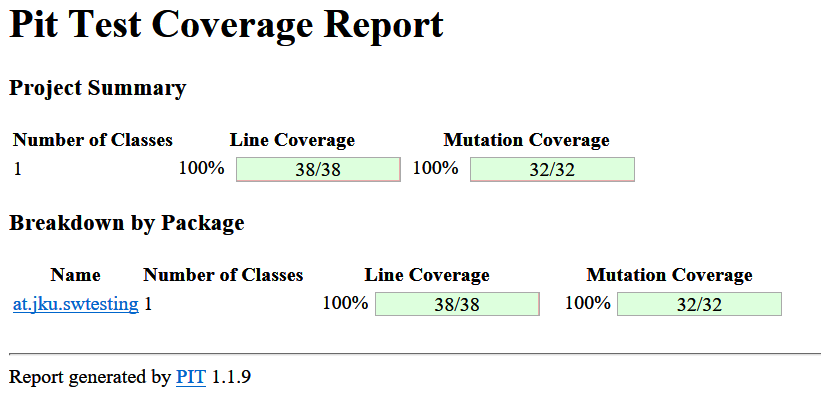 Pit Test Coverage Report
Project Summary
Number of Classes Line Coverage Mutation Coverage
1 100% 38/38 100% 32/32
Breakdown by Package
Name Number of Classes Line Coverage Mutation Coverage
at.jku.swtesting 1 100% 38/38 100% 32/32
Report generated by PIT 1.1.9